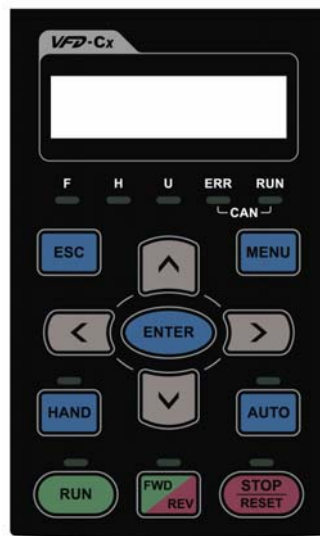 VFD-Cx
F H U ERR RUN
CAN
ESC MENU
ENTER
HAND AUTO
RUN FWD STOP
REV RESET